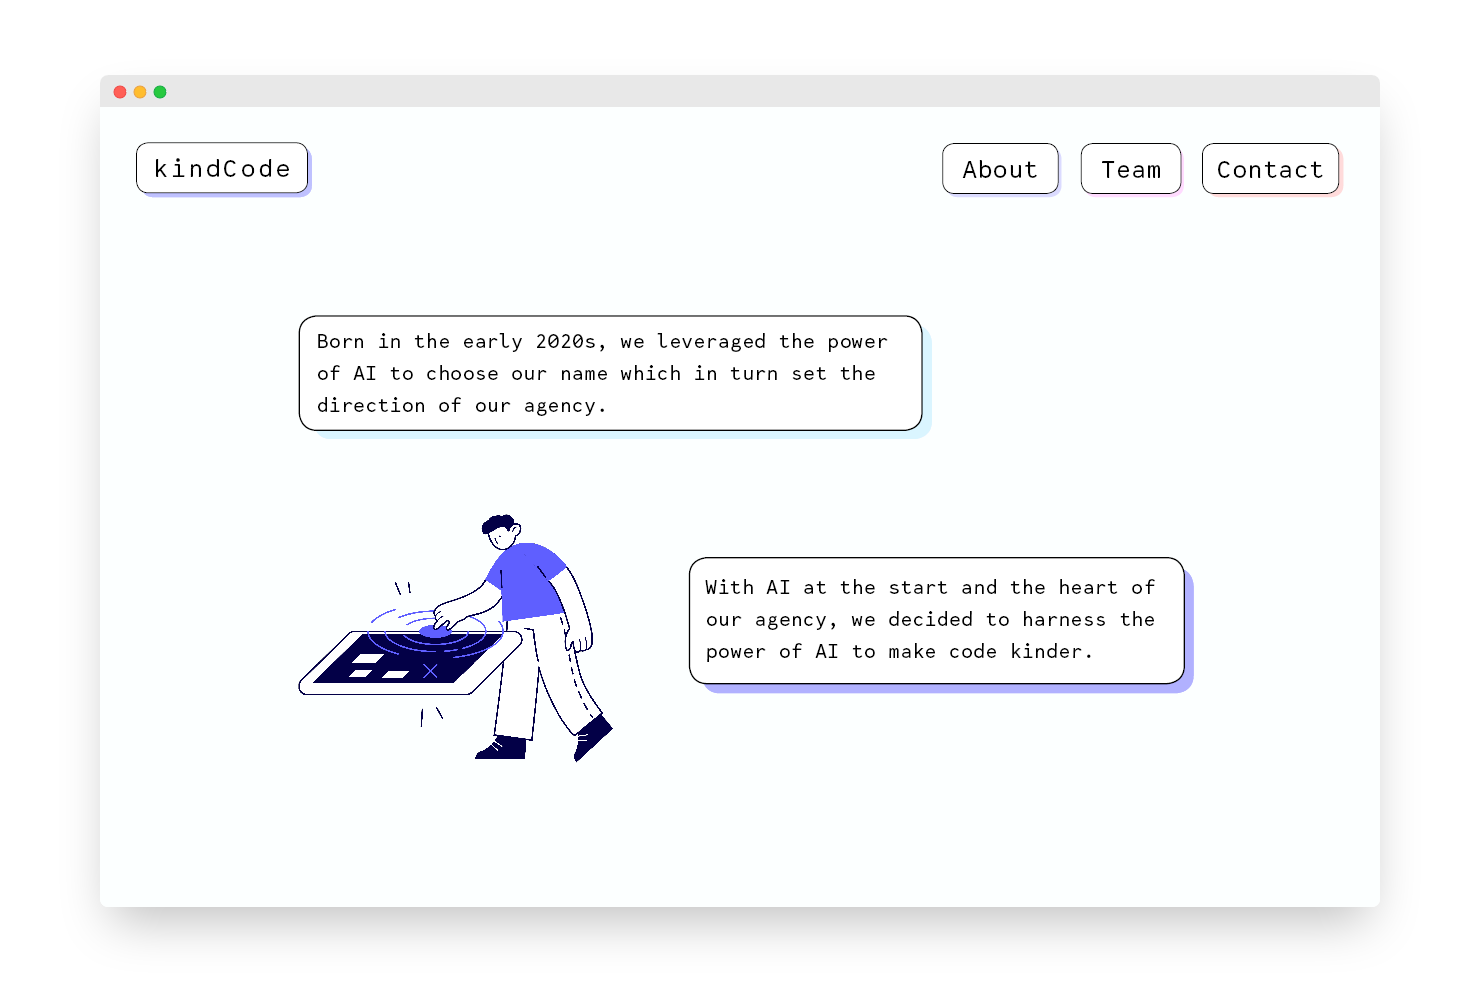 kindCode
About
Team
Contact
Born in the early 2020s, we leveraged the power
of AI to choose our name which in turn set the
direction of our agency.
With AI at the start and the heart of
our agency, we decided to harness the
power of AI to make code kinder.